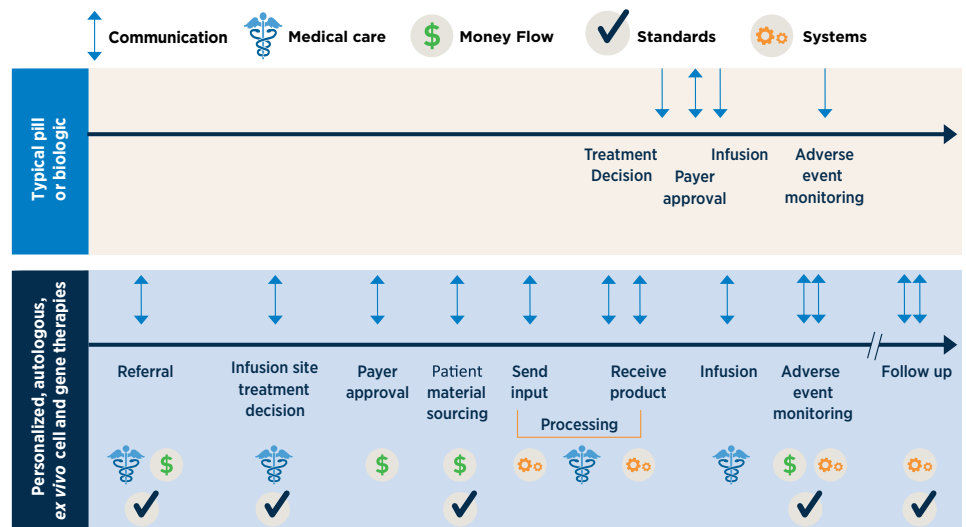 Communication
Medical care
$
Money Flow
Standards
Systems
Typical pill
or biologic
Treatment
Decision
Payer
approval
Infusion
Adverse
event
monitoring
Personalized, autologous,
ex vivo cell and gene therapies
Referral
Infusion site
treatment
decision
Payer
approval
Patient
material
sourcing
Send
input
Receive
product
Processing
Infusion
Adverse
event
monitoring
Follow up
$
$
$
$